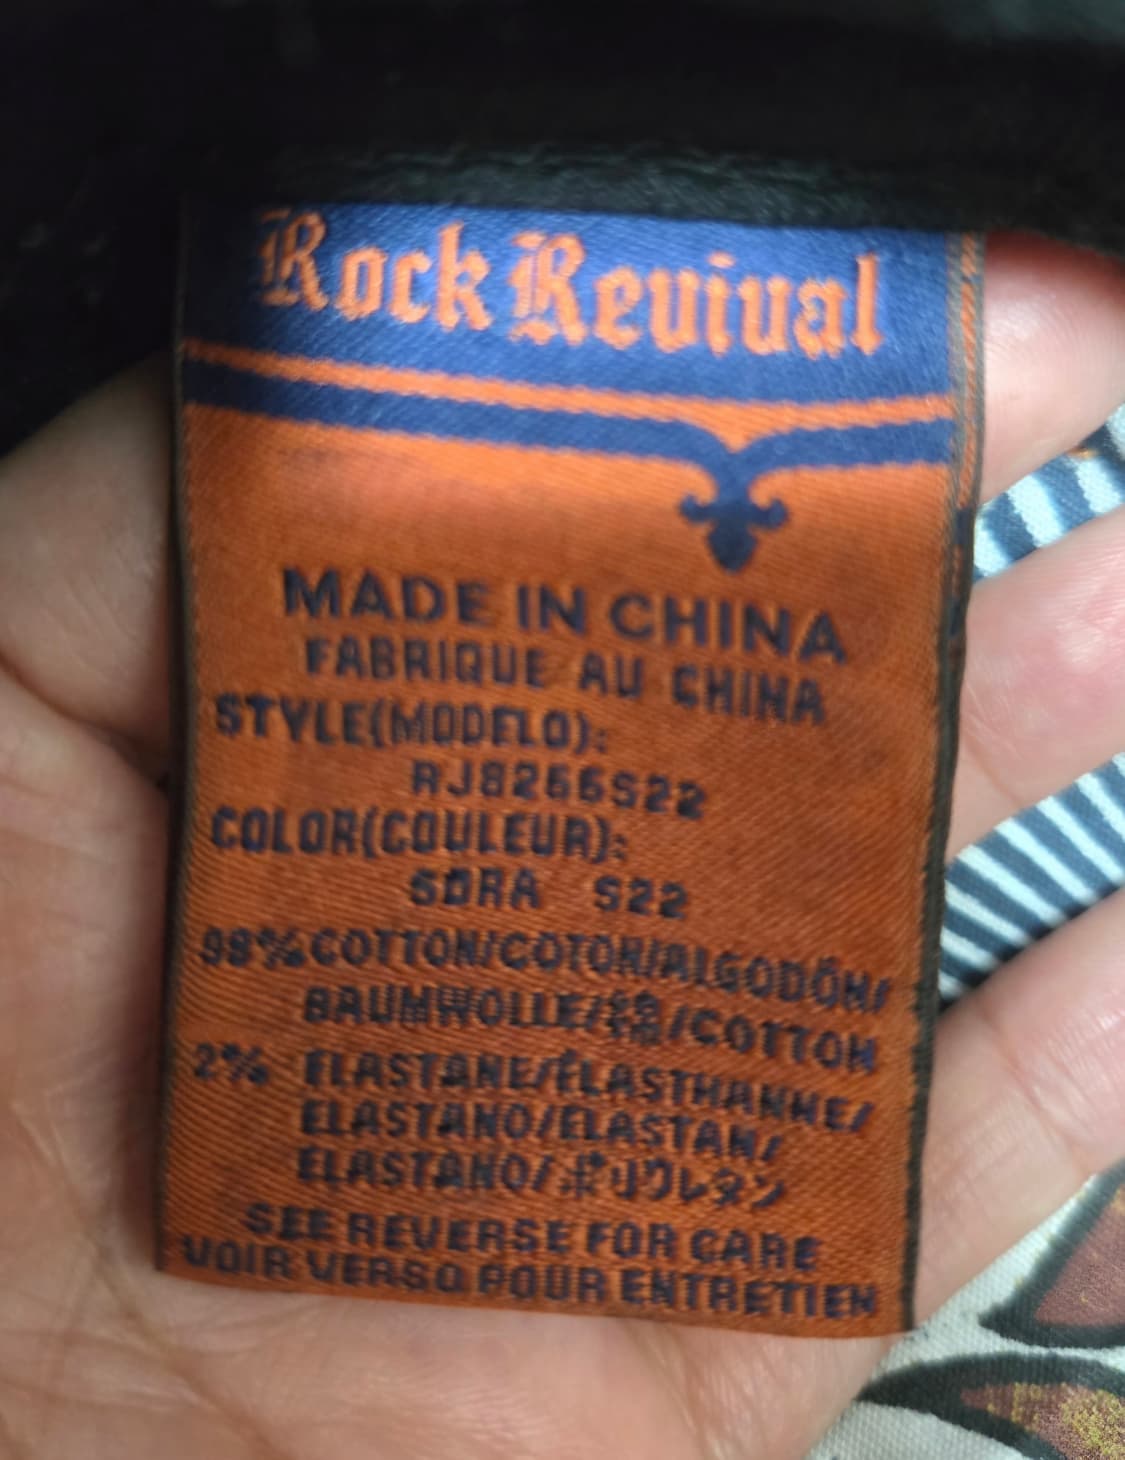 Rock Revival
MADE IN CHINA
FABRIQUE AU CHINA
STYLE(MODELO):
RJ8266S22
COLOR(COULEUR):
SDRA S22
98% COTTON/COTON/ALGODÓN/
BAUMWOLLE/綿/COTTON
2% ELASTANE/ÉLASTHANNE/
ELASTANO/ELASTAN/
ELASTANO/ポリウレタン
SEE REVERSE FOR CARE
VOIR VERSO POUR ENTRETIEN